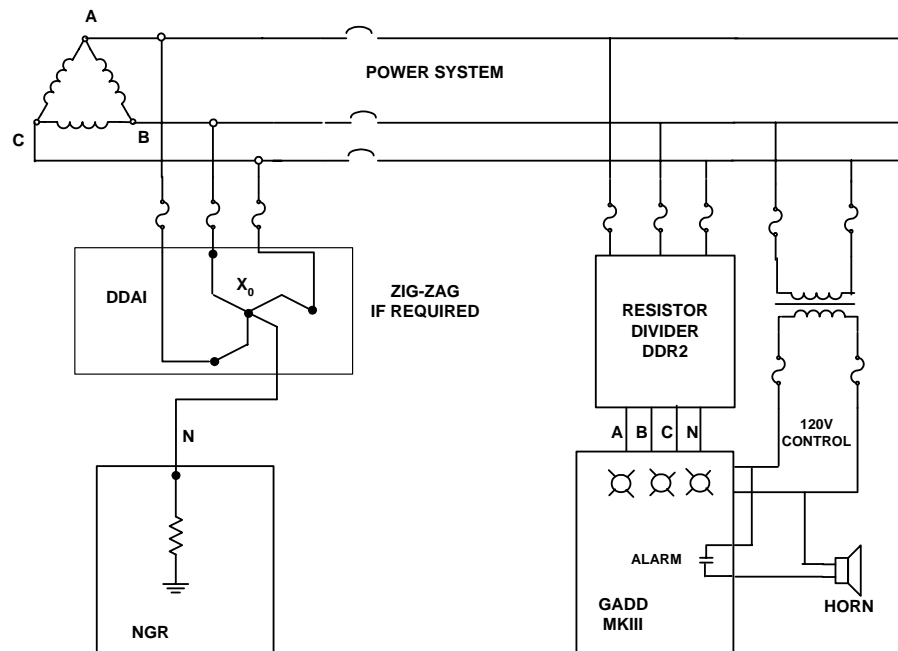 A
POWER SYSTEM
C
B
DDAI
X0
ZIG-ZAG
IF REQUIRED
RESISTOR
DIVIDER
DDR2
N
A B C N
120V
CONTROL
ALARM
GADD
MKIII
HORN
NGR